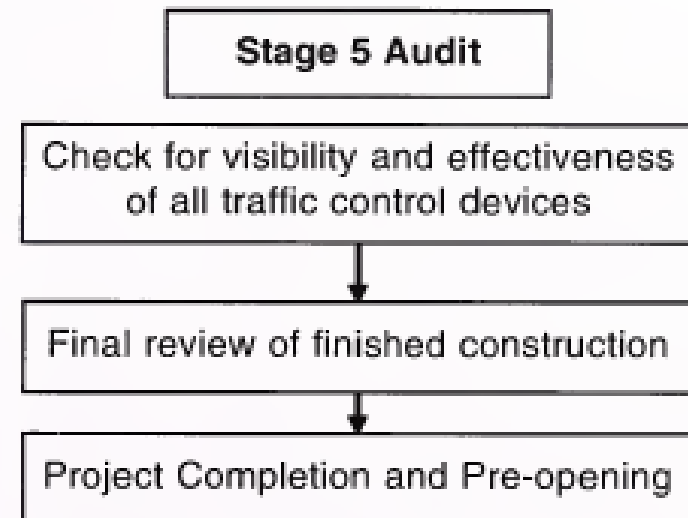 Stage 5 Audit
Check for visibility and effectiveness
of all traffic control devices
Final review of finished construction
Project Completion and Pre-opening